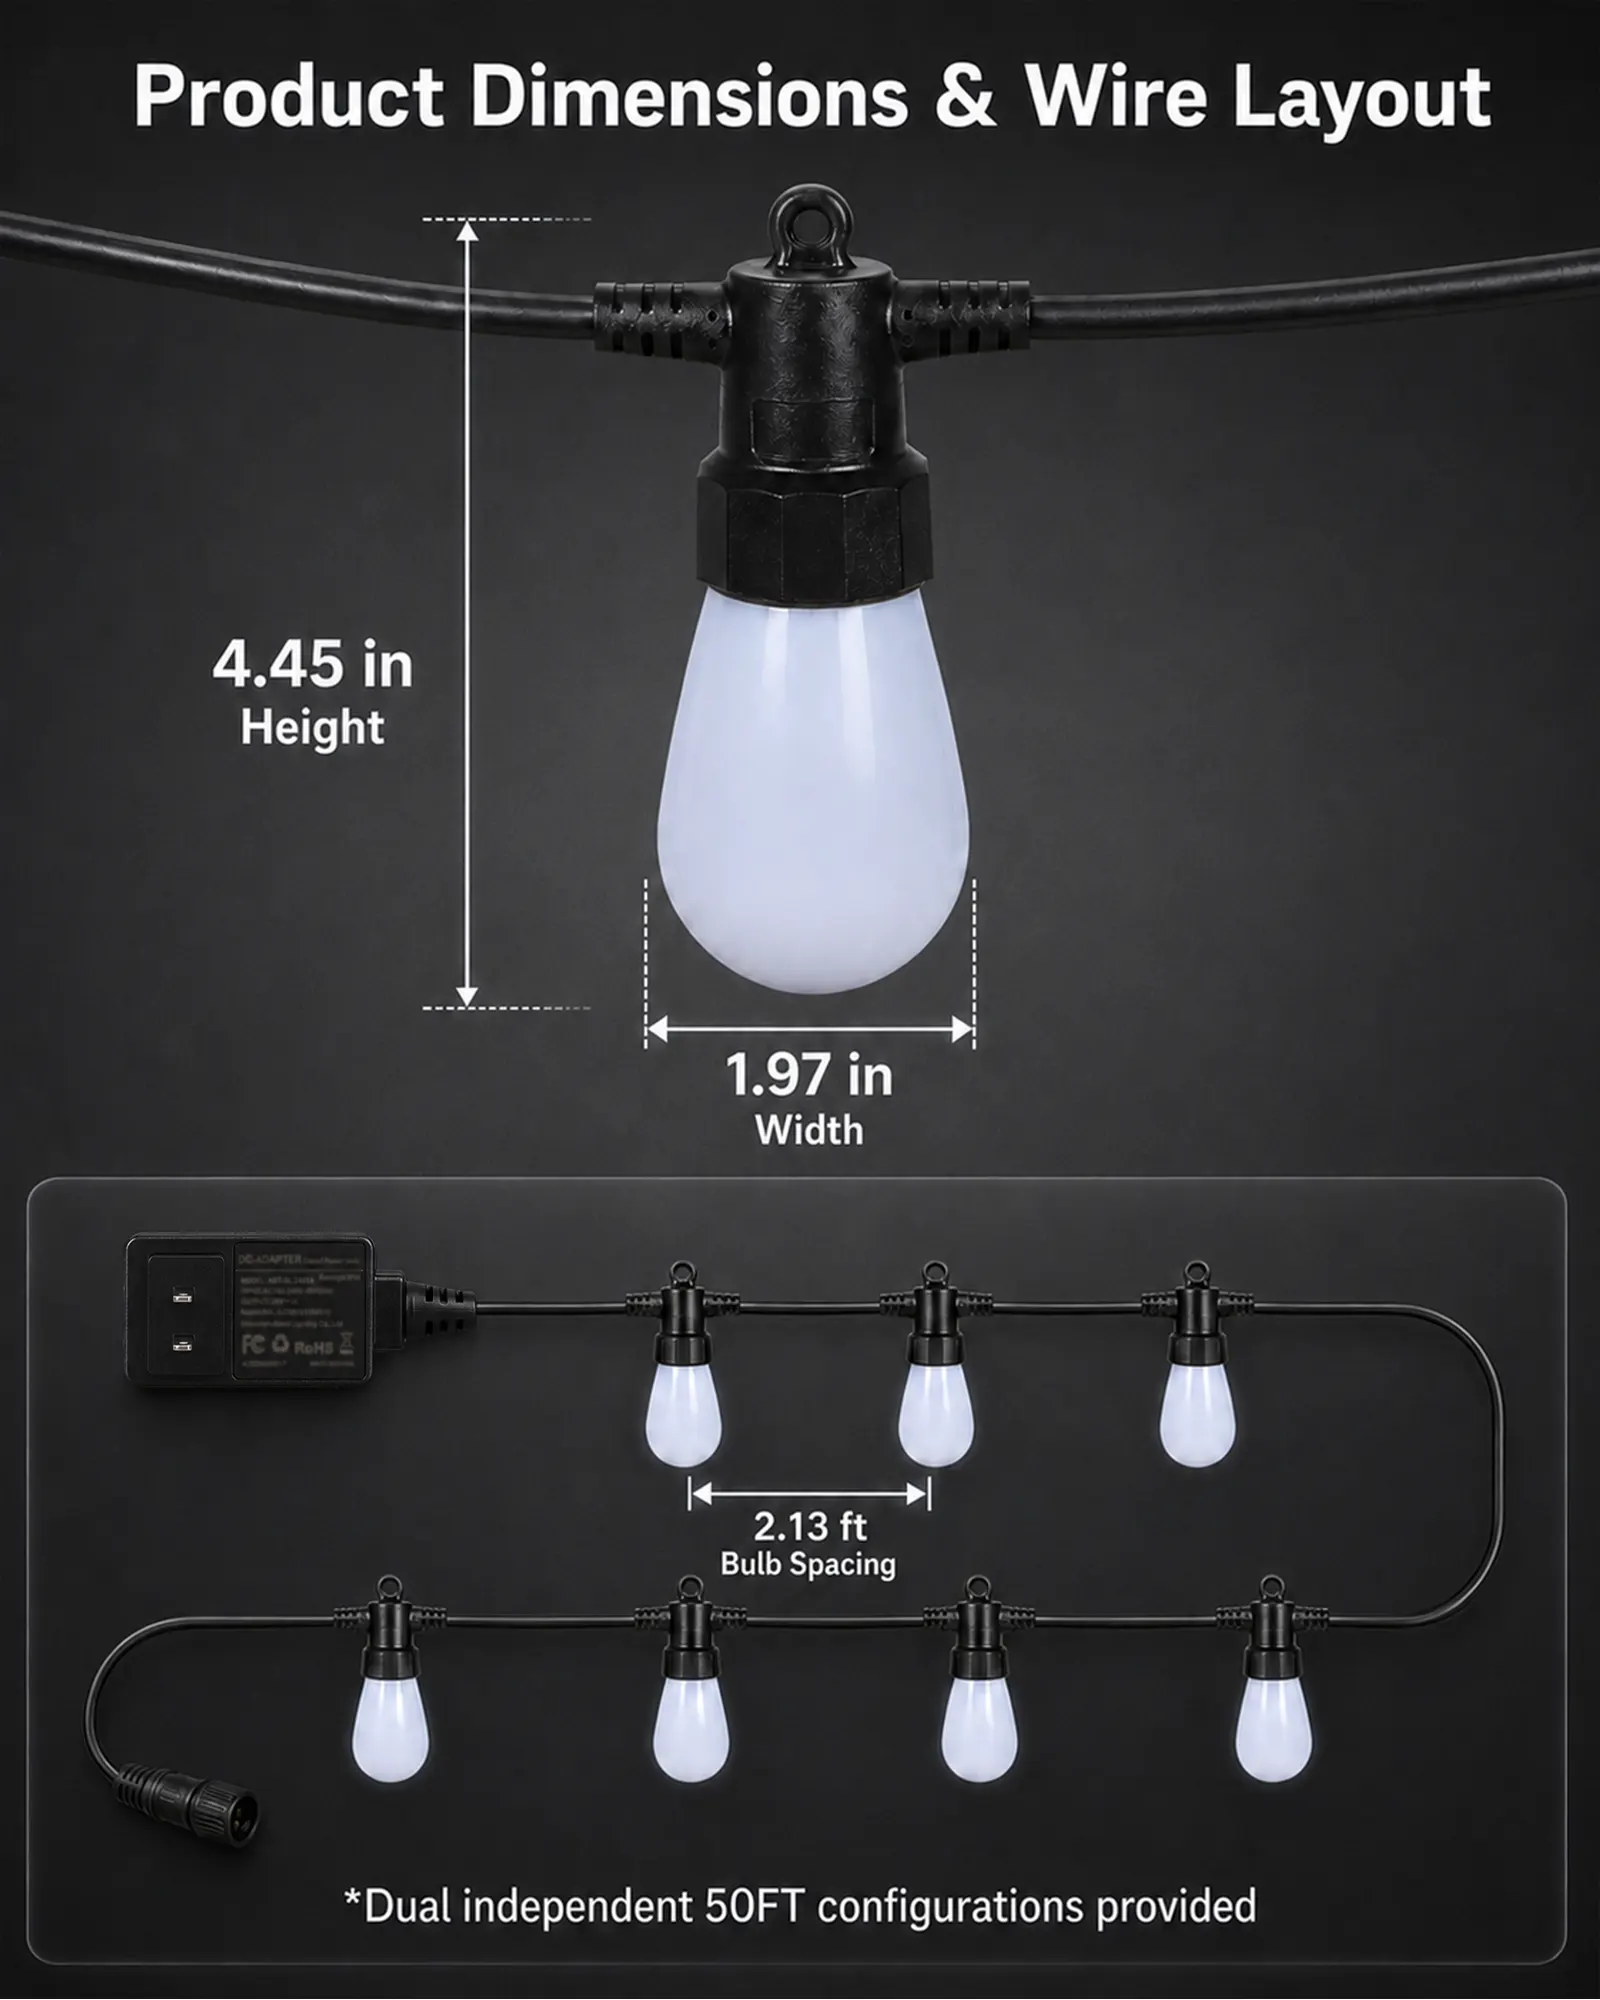 Product Dimensions & Wire Layout
4.45 in
Height
1.97 in
Width
DC-ADAPTER
FC RoHS
2.13 ft
Bulb Spacing
*Dual independent 50FT configurations provided